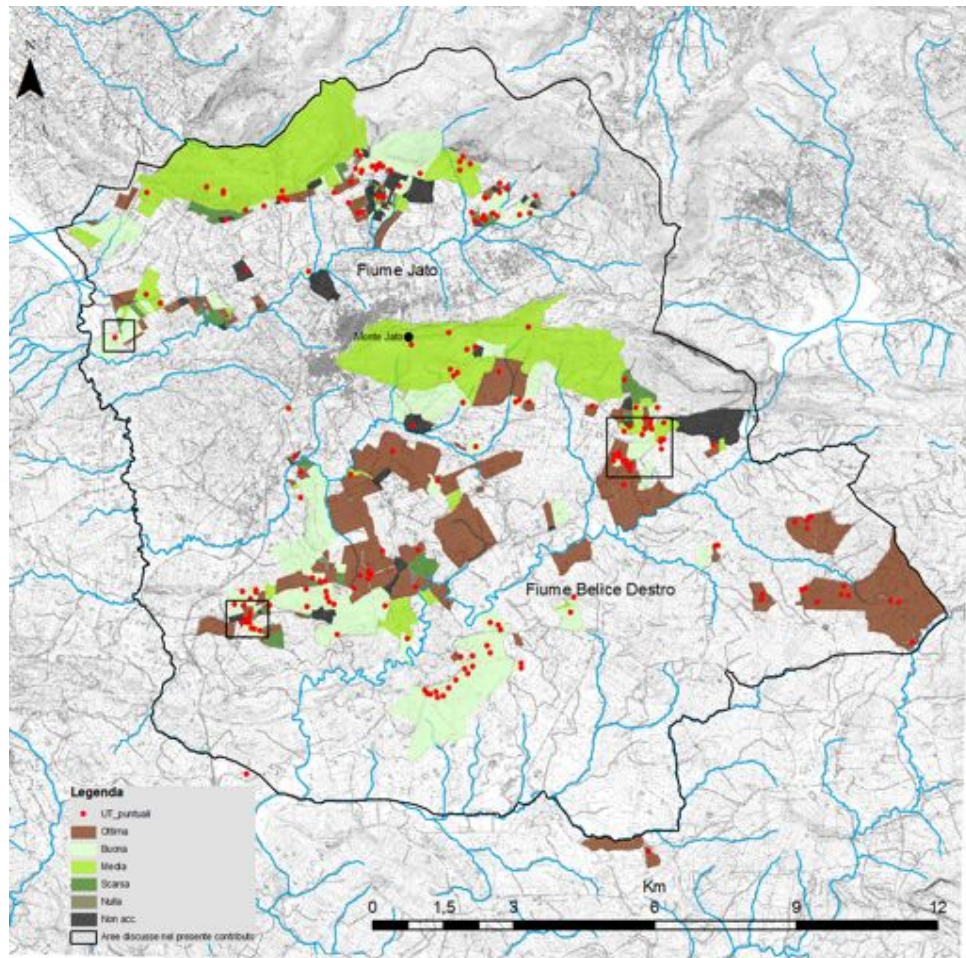 N
Fiume Jato
Monte Jato
Fiume Belice Destro
Legenda
UT_puntuali
Ottima
Buona
Media
Scarsa
Nulla
Non acc.
Aree discusse nel presente contributo
Km
0 1,5 3 6 9 12